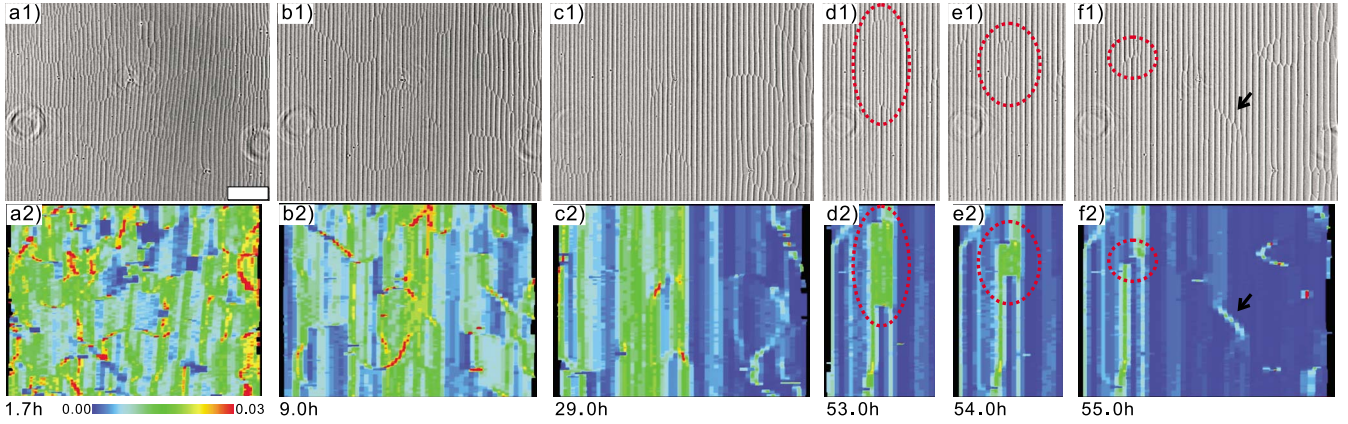 a1) b1) c1) d1) e1) f1)
a2) b2) c2) d2) e2) f2)
1.7h 0.00 0.03 9.0h 29.0h 53.0h 54.0h 55.0h